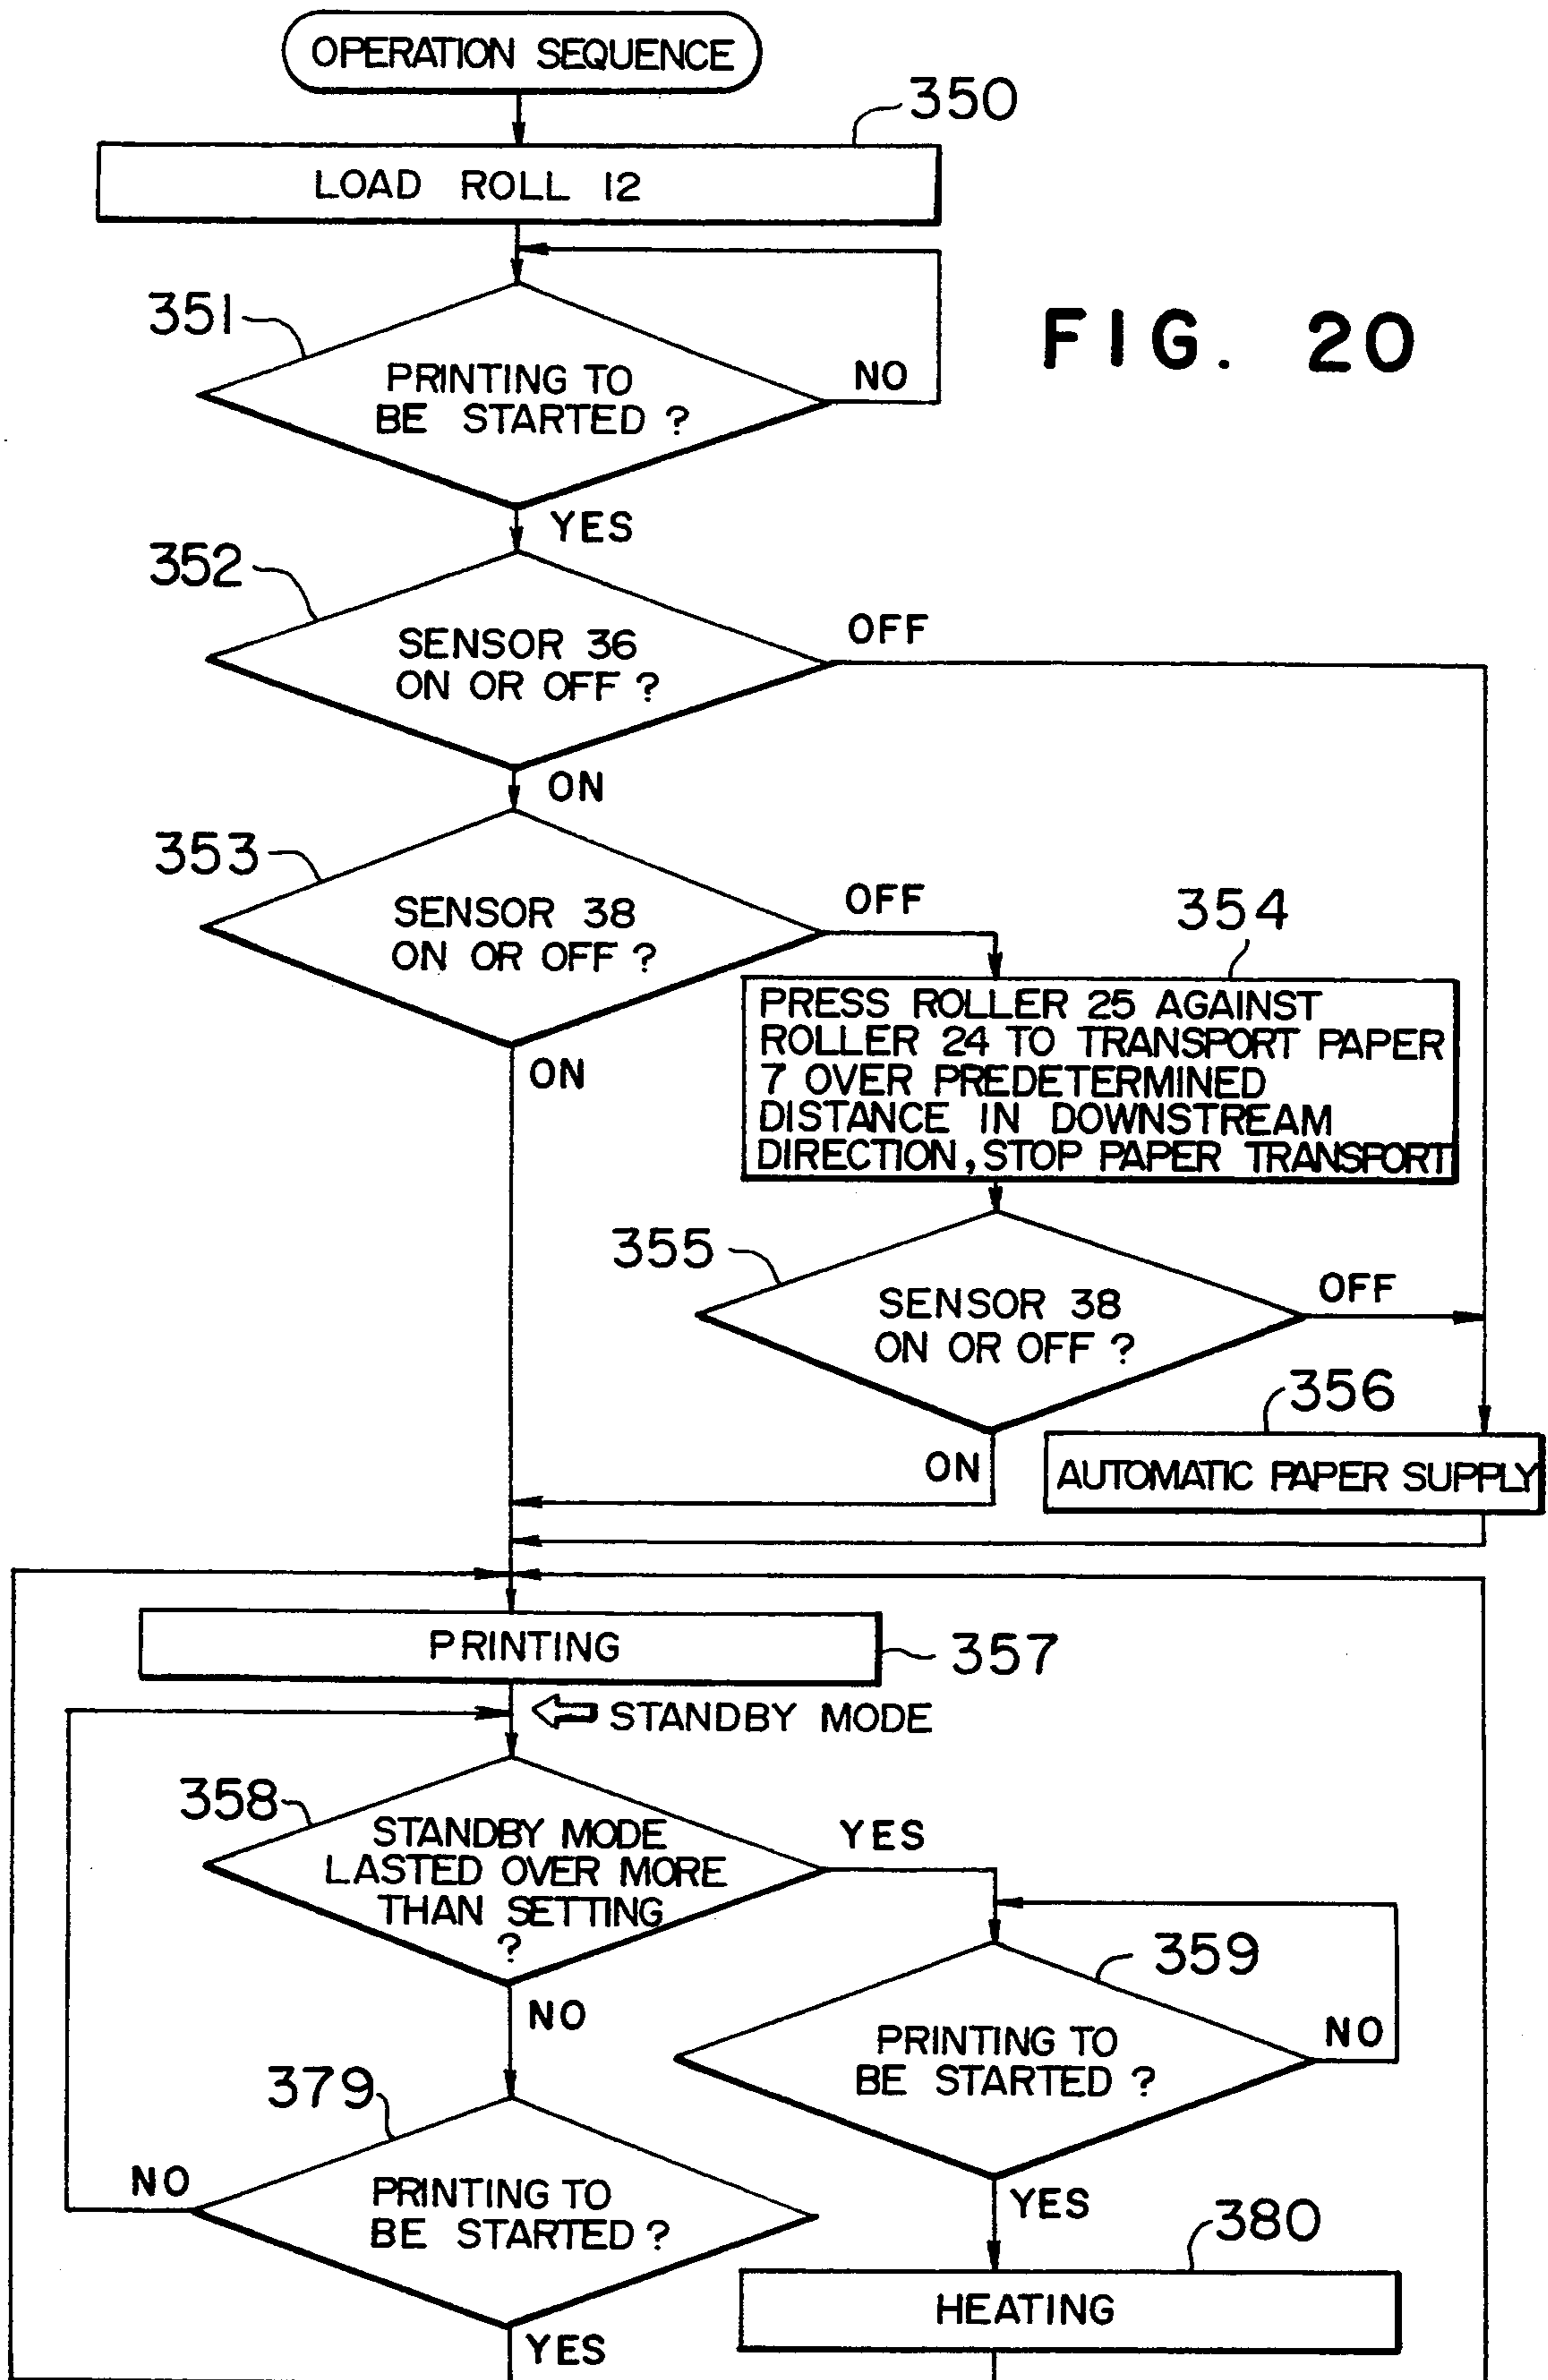 OPERATION SEQUENCE
350
LOAD ROLL 12
FIG. 20
351
PRINTING TO
BE STARTED ?
NO
YES
352
SENSOR 36
ON OR OFF ?
OFF
ON
353
SENSOR 38
ON OR OFF ?
OFF
ON
354
PRESS ROLLER 25 AGAINST
ROLLER 24 TO TRANSPORT PAPER
7 OVER PREDETERMINED
DISTANCE IN DOWNSTREAM
DIRECTION, STOP PAPER TRANSPORT
355
SENSOR 38
ON OR OFF ?
OFF
ON
356
AUTOMATIC PAPER SUPPLY
PRINTING
357
STANDBY MODE
358
STANDBY MODE
LASTED OVER MORE
THAN SETTING
?
YES
NO
359
PRINTING TO
BE STARTED ?
NO
YES
379
PRINTING TO
BE STARTED ?
NO
YES
380
HEATING